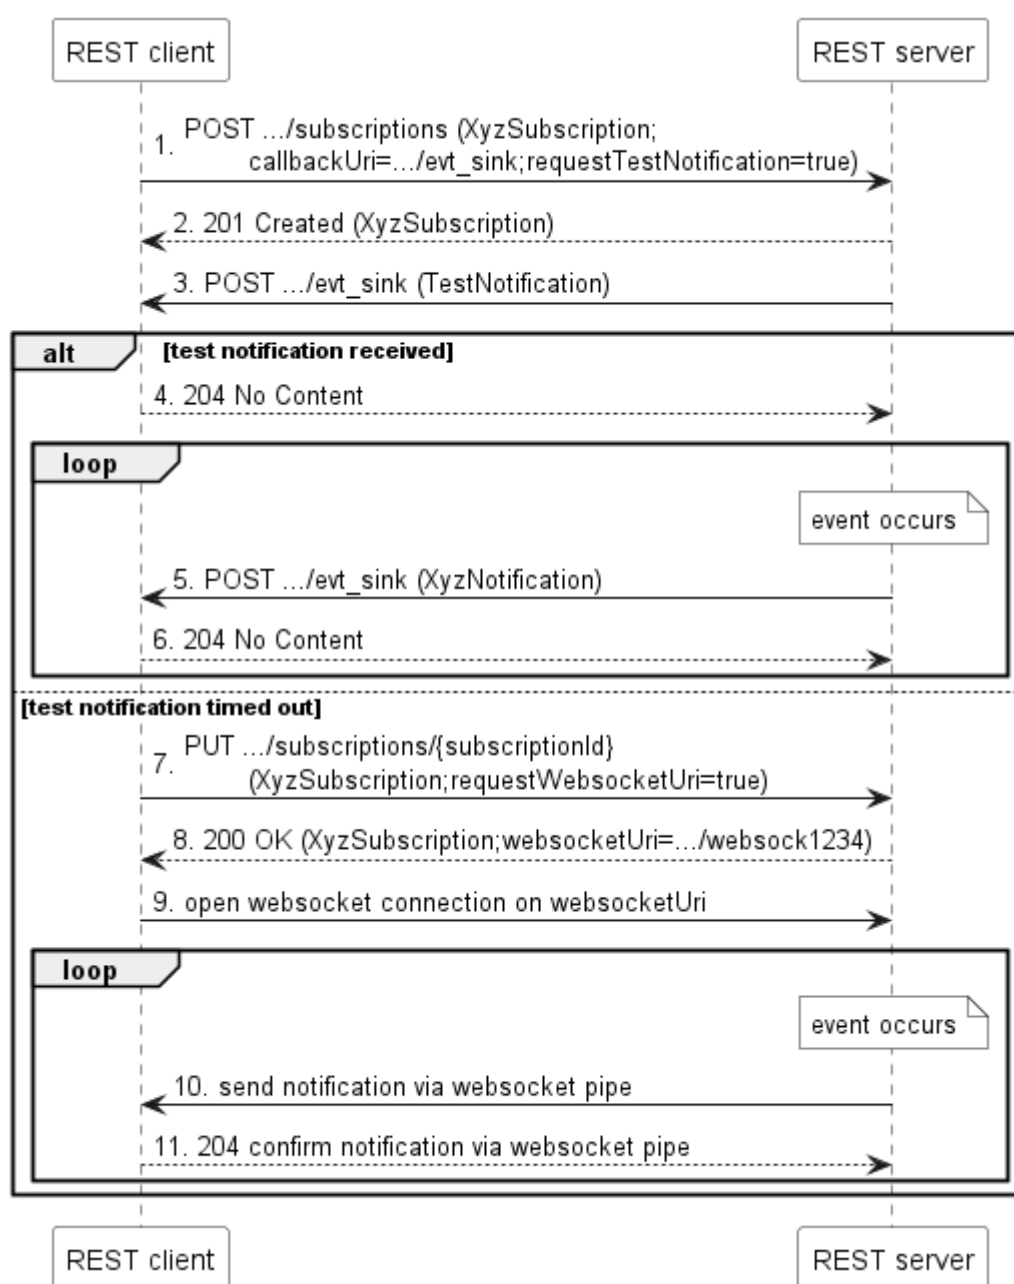 REST client
REST server
1. POST .../subscriptions (XyzSubscription;
callbackUri=.../evt_sink;requestTestNotification=true)
2. 201 Created (XyzSubscription)
3. POST .../evt_sink (TestNotification)
alt
[test notification received]
4. 204 No Content
loop
event occurs
5. POST .../evt_sink (XyzNotification)
6. 204 No Content
[test notification timed out]
7. PUT .../subscriptions/{subscriptionId}
(XyzSubscription;requestWebsocketUri=true)
8. 200 OK (XyzSubscription;websocketUri=.../websock1234)
9. open websocket connection on websocketUri
loop
event occurs
10. send notification via websocket pipe
11. 204 confirm notification via websocket pipe
REST client
REST server